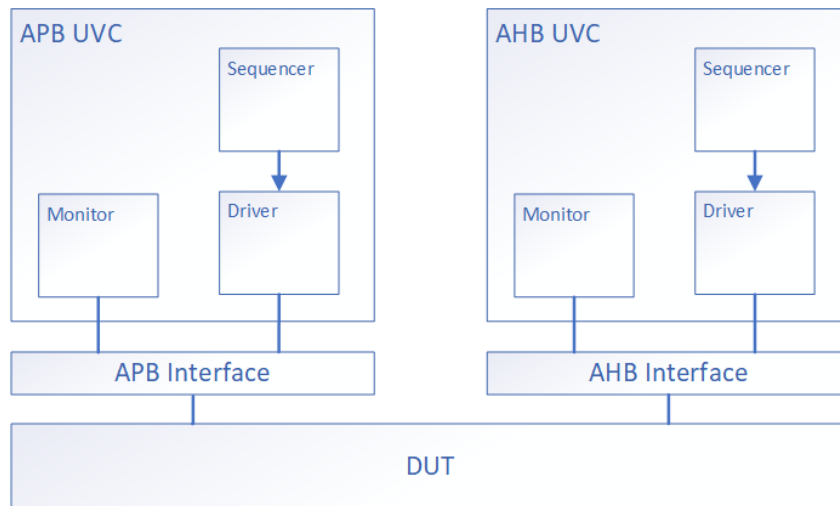 APB UVC
Sequencer
Monitor
Driver
AHB UVC
Sequencer
Monitor
Driver
APB Interface
AHB Interface
DUT